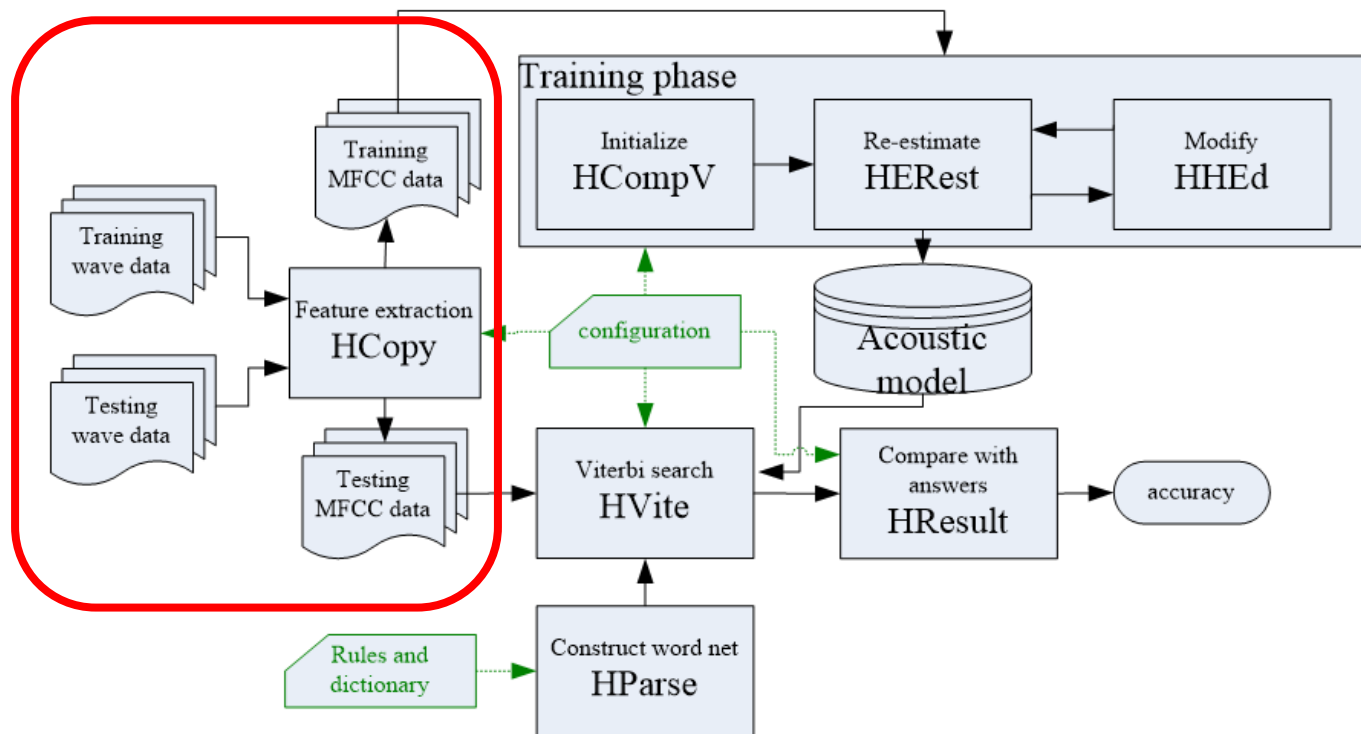 Training phase
Initialize
HCompV
Re-estimate
HERest
Modify
HHEd
Training
MFCC data
Training
wave data
Feature extraction
HCopy
configuration
Acoustic
model
Testing
wave data
Testing
MFCC data
Viterbi search
HVite
Compare with
answers
HResult
accuracy
Rules and
dictionary
Construct word net
HParse